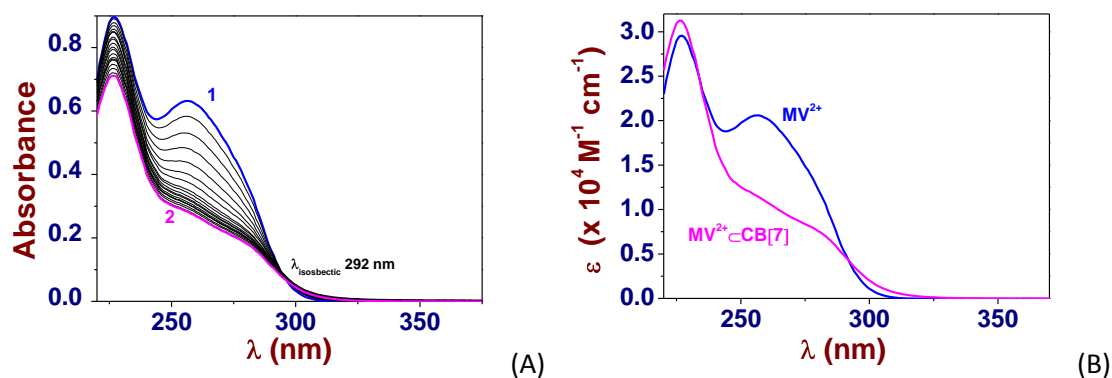 Absorbance
0.8
0.6
0.4
0.2
0.0
1
2
λisosbectic 292 nm
250 300 350
λ (nm)
(A)
ε (x 10⁴ M⁻¹ cm⁻¹)
3.0
2.5
2.0
1.5
1.0
0.5
0.0
MV²⁺
MV²⁺⊂CB[7]
250 300 350
λ (nm)
(B)